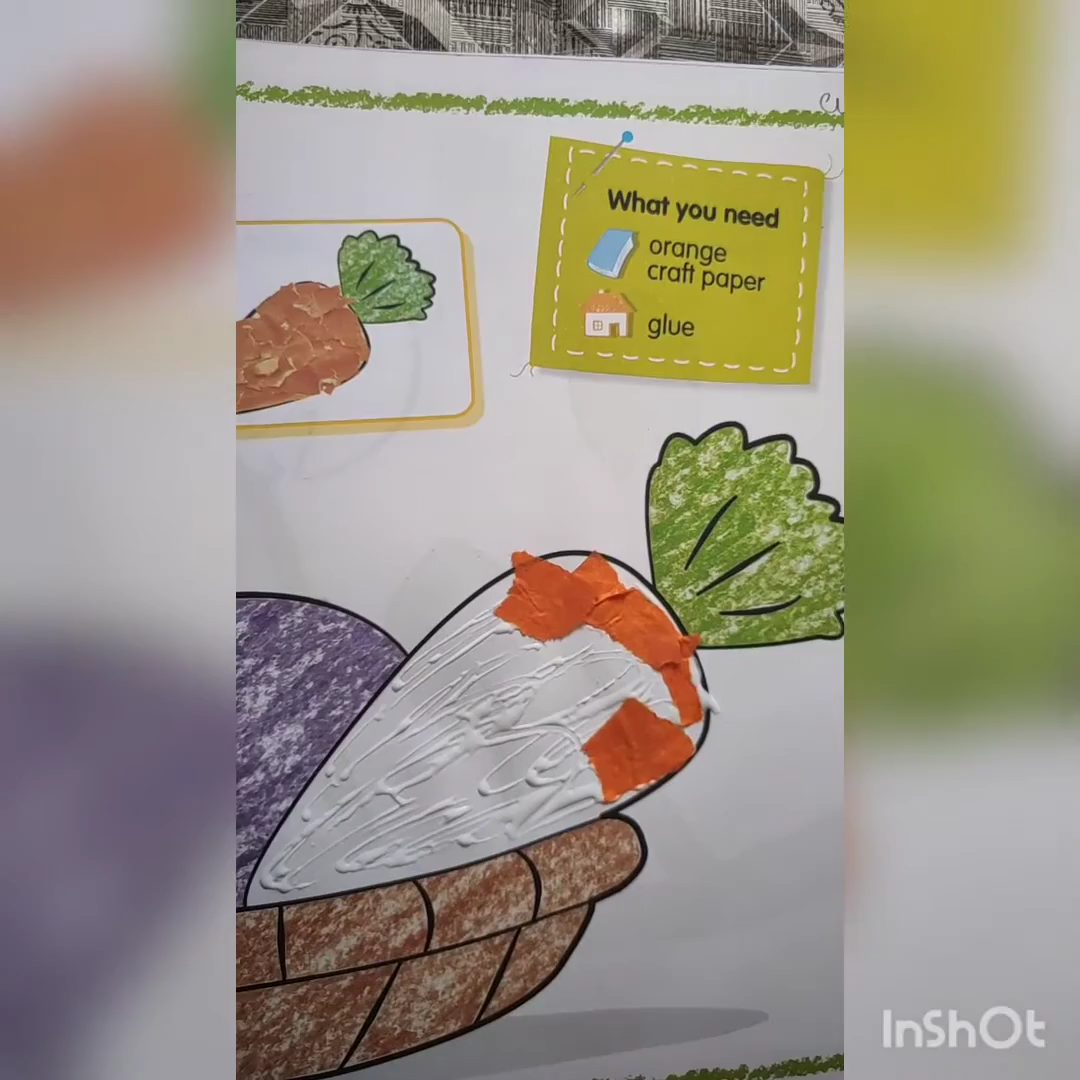 What you need
orange
craft paper
glue
InShOt